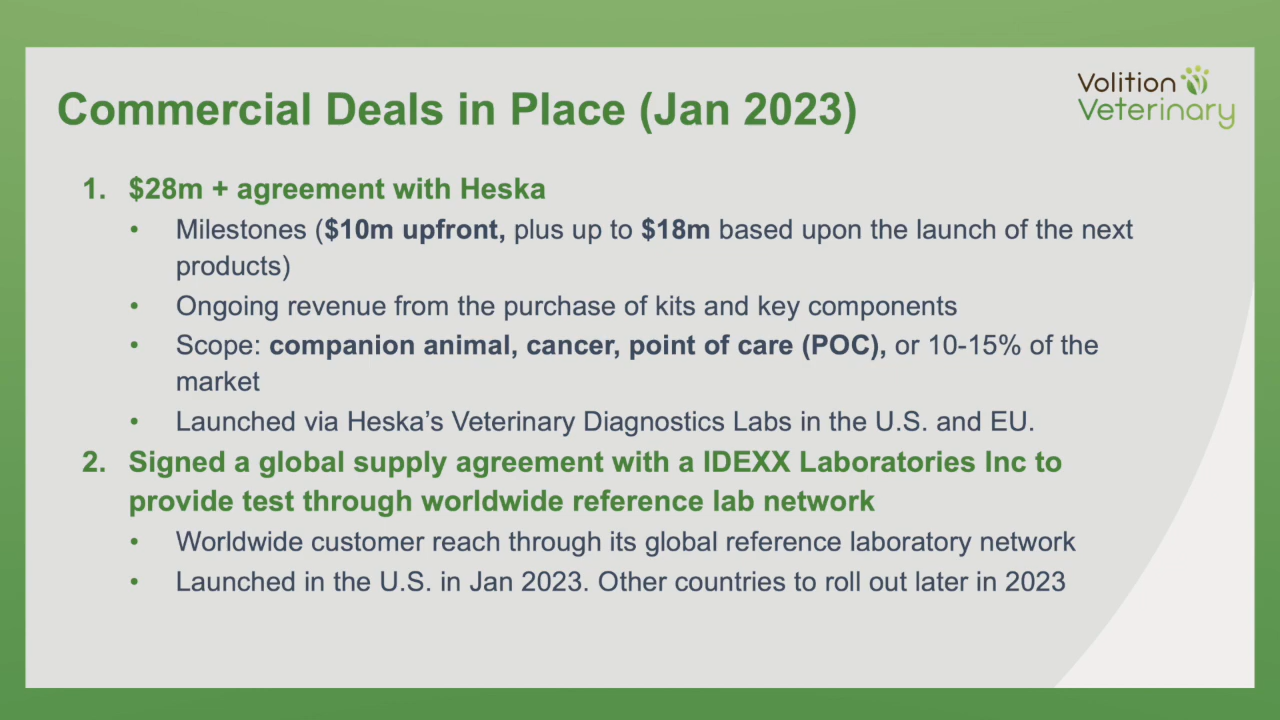 Commercial Deals in Place (Jan 2023)
Volition
Veterinary
1. $28m + agreement with Heska
• Milestones ($10m upfront, plus up to $18m based upon the launch of the next
products)
• Ongoing revenue from the purchase of kits and key components
• Scope: companion animal, cancer, point of care (POC), or 10-15% of the
market
• Launched via Heska’s Veterinary Diagnostics Labs in the U.S. and EU.
2. Signed a global supply agreement with a IDEXX Laboratories Inc to
provide test through worldwide reference lab network
• Worldwide customer reach through its global reference laboratory network
• Launched in the U.S. in Jan 2023. Other countries to roll out later in 2023